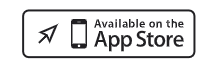 Available on the
App Store